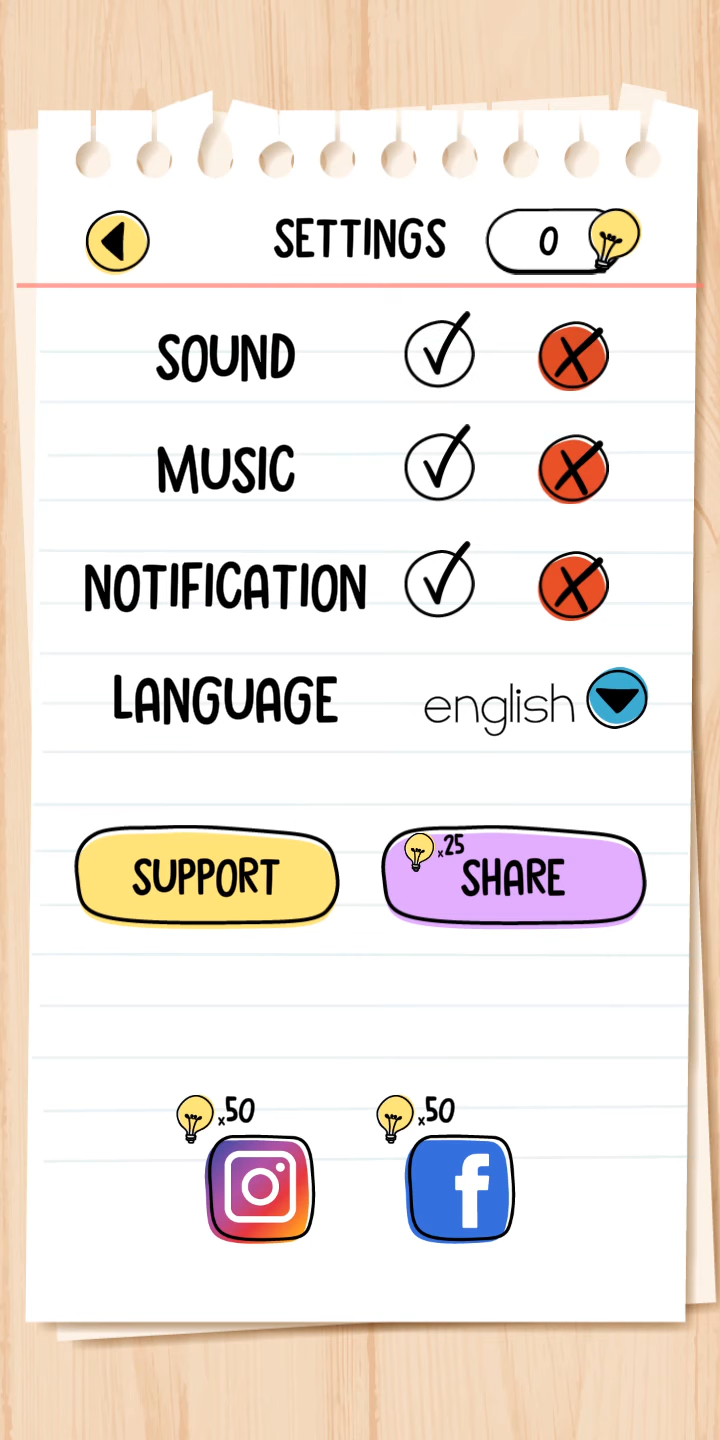 SETTINGS 0
SOUND
MUSIC
NOTIFICATION
LANGUAGE english
SUPPORT
x25
SHARE
x50 x50